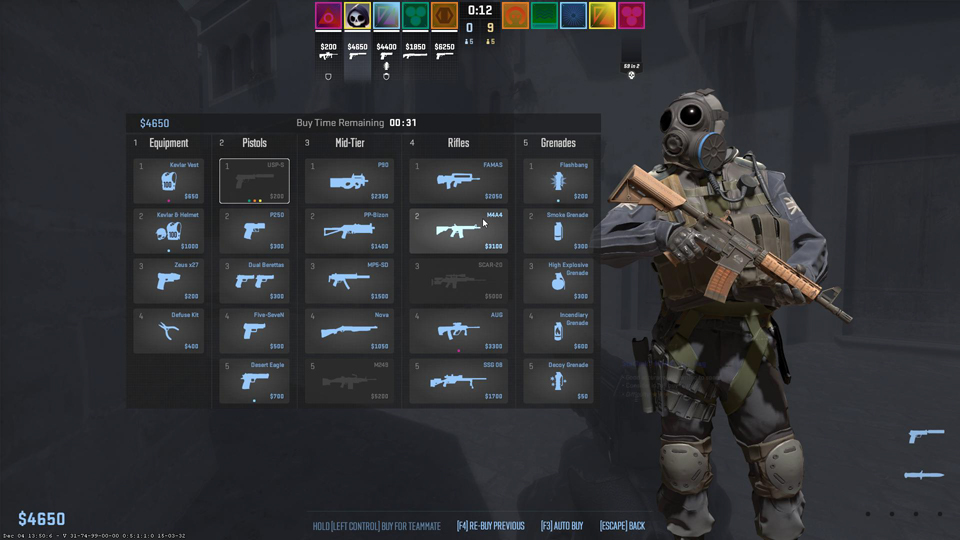 0:12
0 9
5 5
$200 $4650 $4400 $1850 $6250
59 in 2
$4650 Buy Time Remaining 00:31
1 Equipment 2 Pistols 3 Mid-Tier 4 Rifles 5 Grenades
1 Kevlar Vest $650
2 Kevlar & Helmet $1000
3 Zeus x27 $200
4 Defuse Kit $400
1 USP-S $200
2 P250 $300
3 Dual Berettas $300
4 Five-SeveN $500
5 Desert Eagle $700
1 P90 $2350
2 PP-Bizon $1400
3 MP5-SD $1500
4 Nova $1050
5 M249 $5200
1 FAMAS $2050
2 M4A4 $3100
3 SCAR-20 $5000
4 AUG $3300
5 SSG 08 $1700
1 Flashbang $200
2 Smoke Grenade $300
3 High Explosive
Grenade $300
4 Incendiary
Grenade $600
5 Decoy Grenade $50
$4650
HOLD [LEFT CONTROL] BUY FOR TEAMMATE [F4] RE-BUY PREVIOUS [F3] AUTO BUY [ESCAPE] BACK